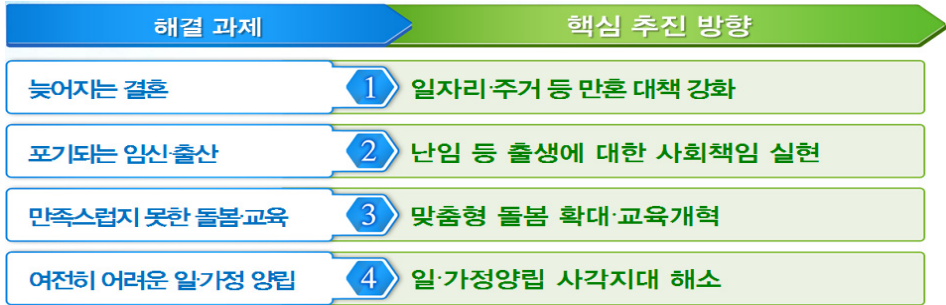 해결 과제 핵심 추진 방향
늦어지는 결혼 1 일자리·주거 등 만혼 대책 강화
포기되는 임신·출산 2 난임 등 출생에 대한 사회책임 실현
만족스럽지 못한 돌봄·교육 3 맞춤형 돌봄 확대·교육개혁
여전히 어려운 일·가정 양립 4 일·가정양립 사각지대 해소